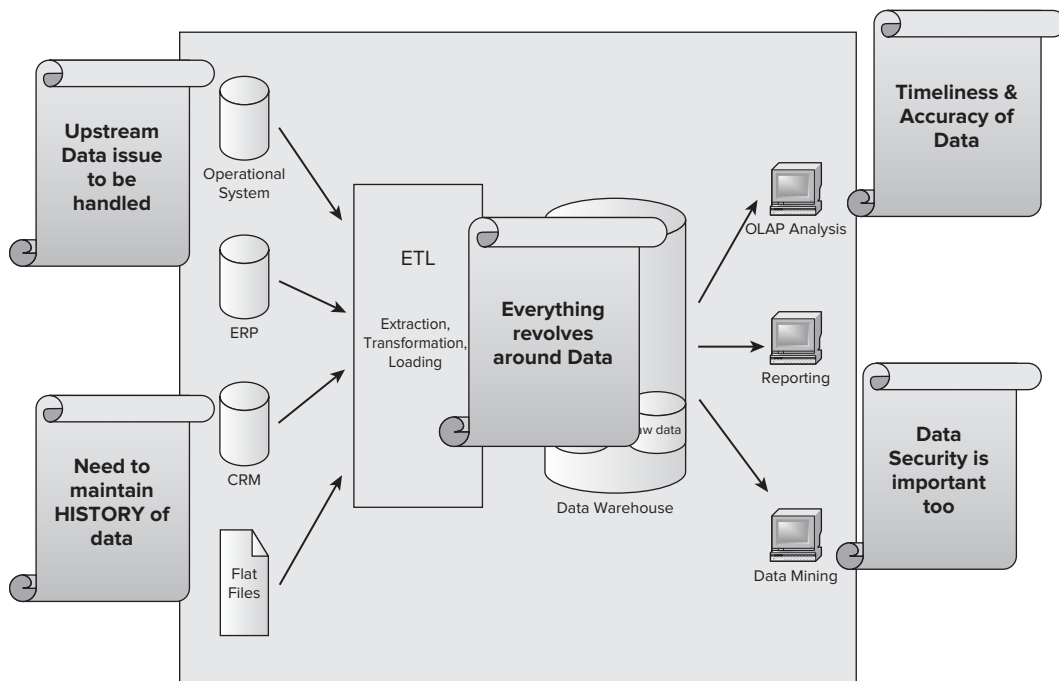 Upstream
Data issue
to be
handled
Operational
System
ERP
Need to
maintain
HISTORY of
data
CRM
Flat
Files
ETL
Extraction,
Transformation,
Loading
Everything
revolves
around Data
data
Data Warehouse
Timeliness &
Accuracy of
Data
OLAP Analysis
Reporting
Data
Security is
important
too
Data Mining